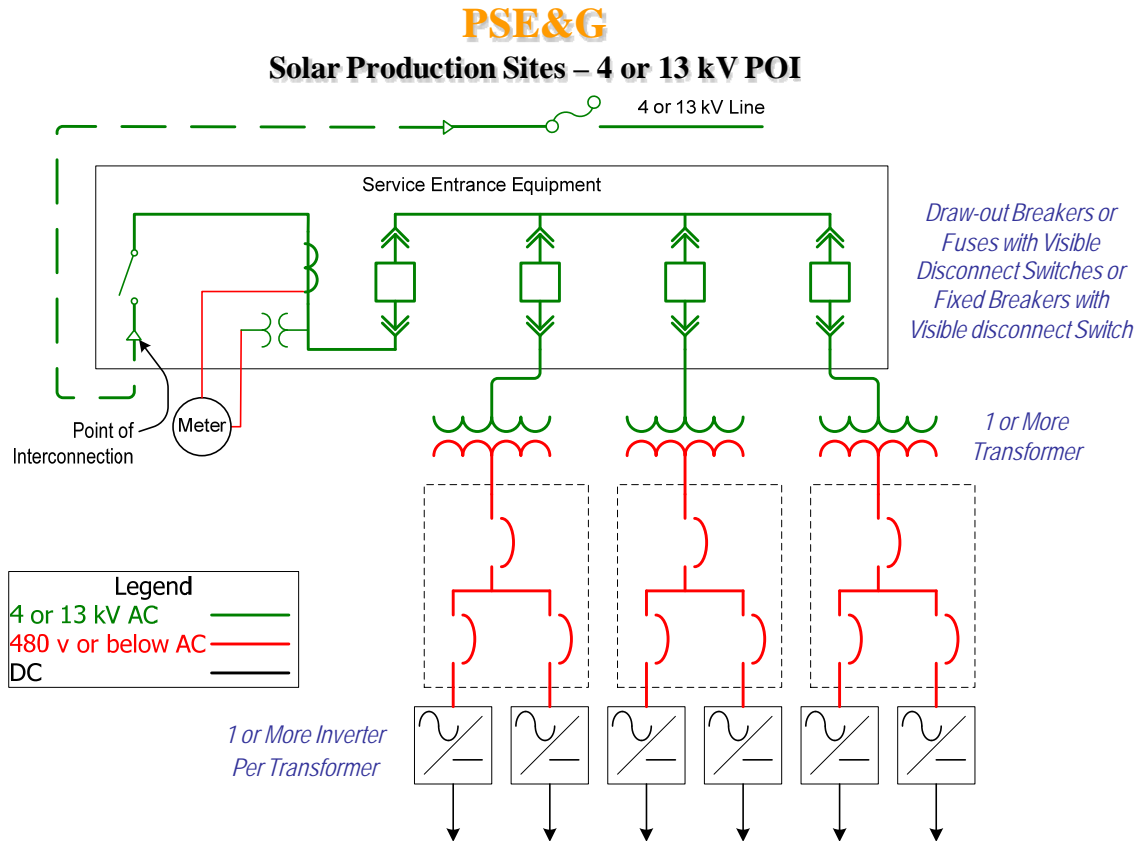 PSE&G
Solar Production Sites – 4 or 13 kV POI
4 or 13 kV Line
Service Entrance Equipment
Draw-out Breakers or
Fuses with Visible
Disconnect Switches or
Fixed Breakers with
Visible disconnect Switch
Meter
Point of
Interconnection
1 or More
Transformer
Legend
4 or 13 kV AC
480 v or below AC
DC
1 or More Inverter
Per Transformer